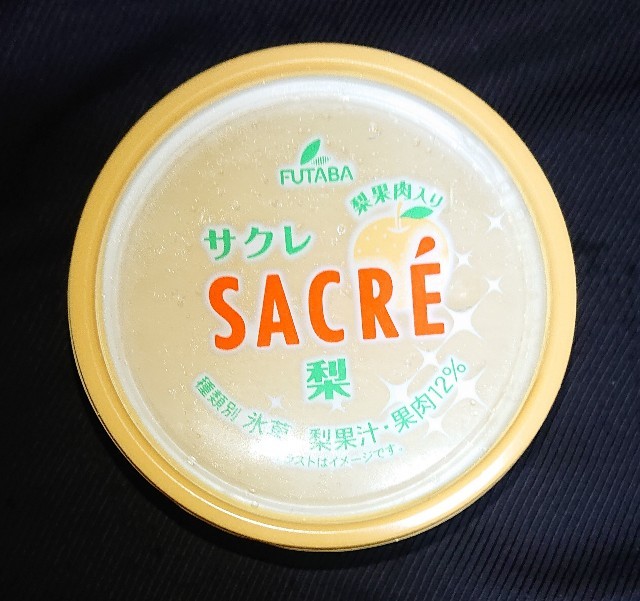 FUTABA
梨果肉入り
サクレ
SACRÉ
梨
種類別 氷菓 梨果汁・果肉12%
ラストはイメージです。